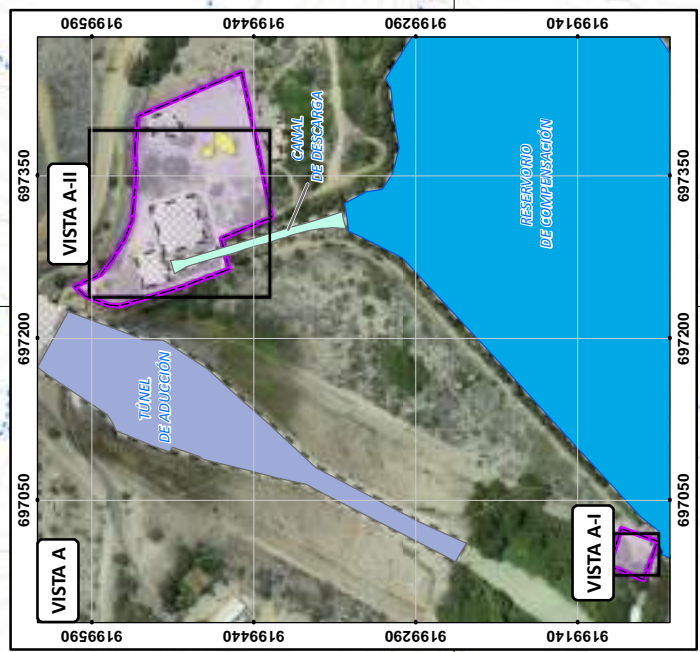 697050
697200
697350
VISTA A
9199590
9199590
VISTA A-II
TÚNEL
DE ADUCCIÓN
9199440
9199440
CANAL
DE DESCARGA
9199290
9199290
RESERVORIO
DE COMPENSACIÓN
VISTA A-I
9199140
9199140
697050
697200
697350